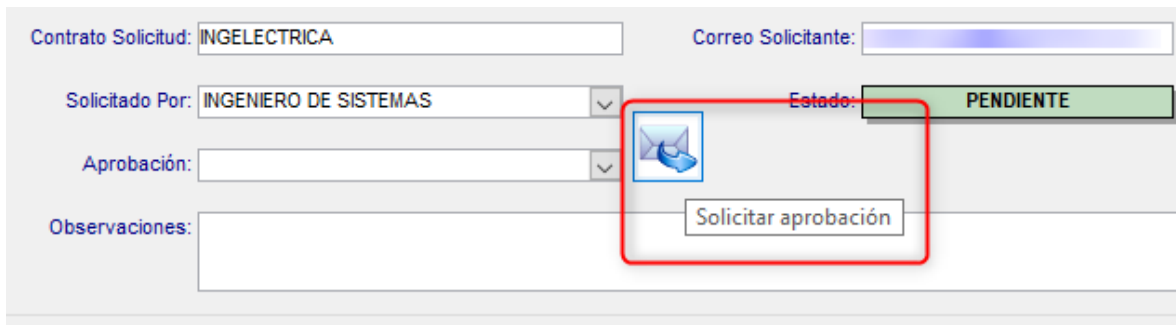 Contrato Solicitud: INGELECTRICA Correo Solicitante:
Solicitado Por: INGENIERO DE SISTEMAS Estado: PENDIENTE
Aprobación:
Solicitar aprobación
Observaciones: